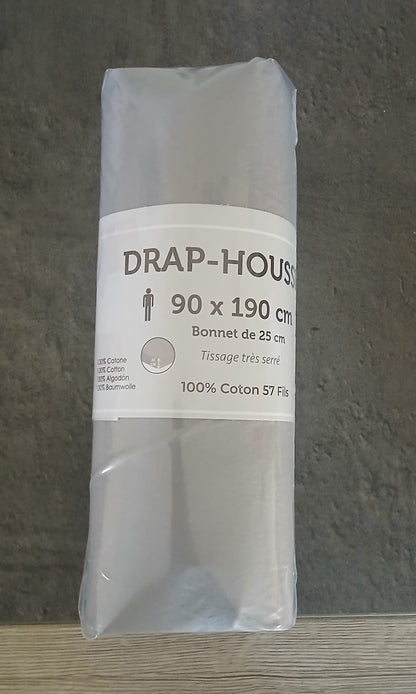 DRAP-HOUSS
90 x 190 cm
Bonnet de 25 cm
Tissage très serré
100% Catone
100% Cotton
100% Algodón
100% Baumwolle
100% Coton 57 Fils